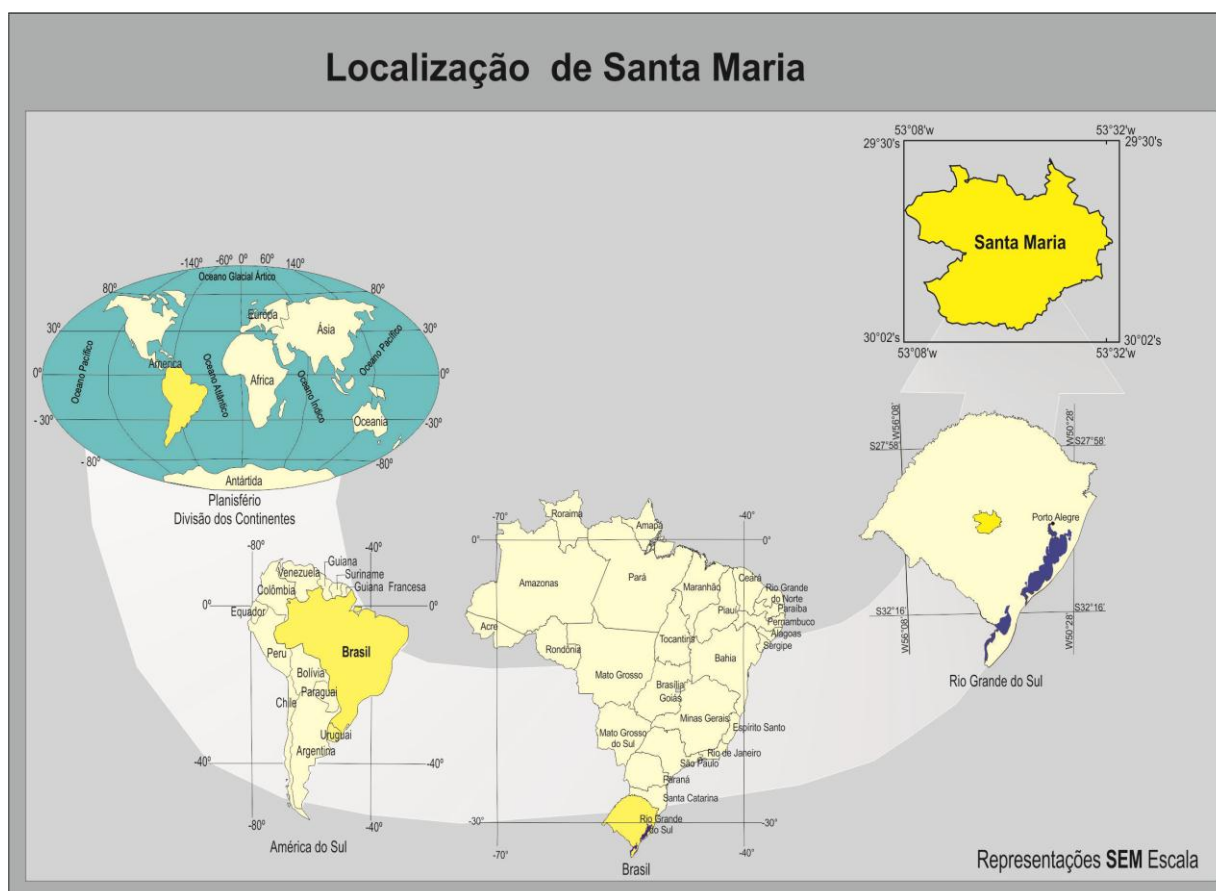 Localização de Santa Maria
53°08'w
53°32'w
29°30's
29°30's
Santa Maria
30°02's
30°02's
53°08'w
53°32'w
-140º
-60º
0º
60º
140º
Oceano Glacial Ártico
80º
80º
Europa
Ásia
30º
30º
Oceano Pacífico
America
Oceano Atlântico
Africa
Oceano Índico
Oceano Pacífico
0º
0º
Oceania
- 30º
-30º
- 80º
-80º
Antártida
Planisfério
Divisão dos Continentes
-80º
-40º
Guiana
Venezuela
Suriname
Colômbia
Guiana Francesa
0º
0º
Equador
Peru
Brasil
Bolívia
Paraguai
Chile
Uruguai
Argentina
-40º
-40º
-80º
-40º
América do Sul
-70º
-40º
Roraima
Amapá
0º
0º
Amazonas
Pará
Maranhão
Ceará
Rio Grande
do Norte
Paraíba
Piauí
Pernambuco
Acre
Alagoas
Tocantins
Sergipe
Rondônia
Bahia
Mato Grosso
Brasília
Goiás
Minas Gerais
Espírito Santo
Mato Grosso
do Sul
Rio de Janeiro
São Paulo
Paraná
Santa Catarina
Rio Grande
do Sul
-30º
-30º
-70º
-40º
Brasil
W56°08'
W50°28'
S27°58'
S27°58'
Porto Alegre
S32°16'
S32°16'
W56°08'
W50°28'
Rio Grande do Sul
Representações SEM Escala